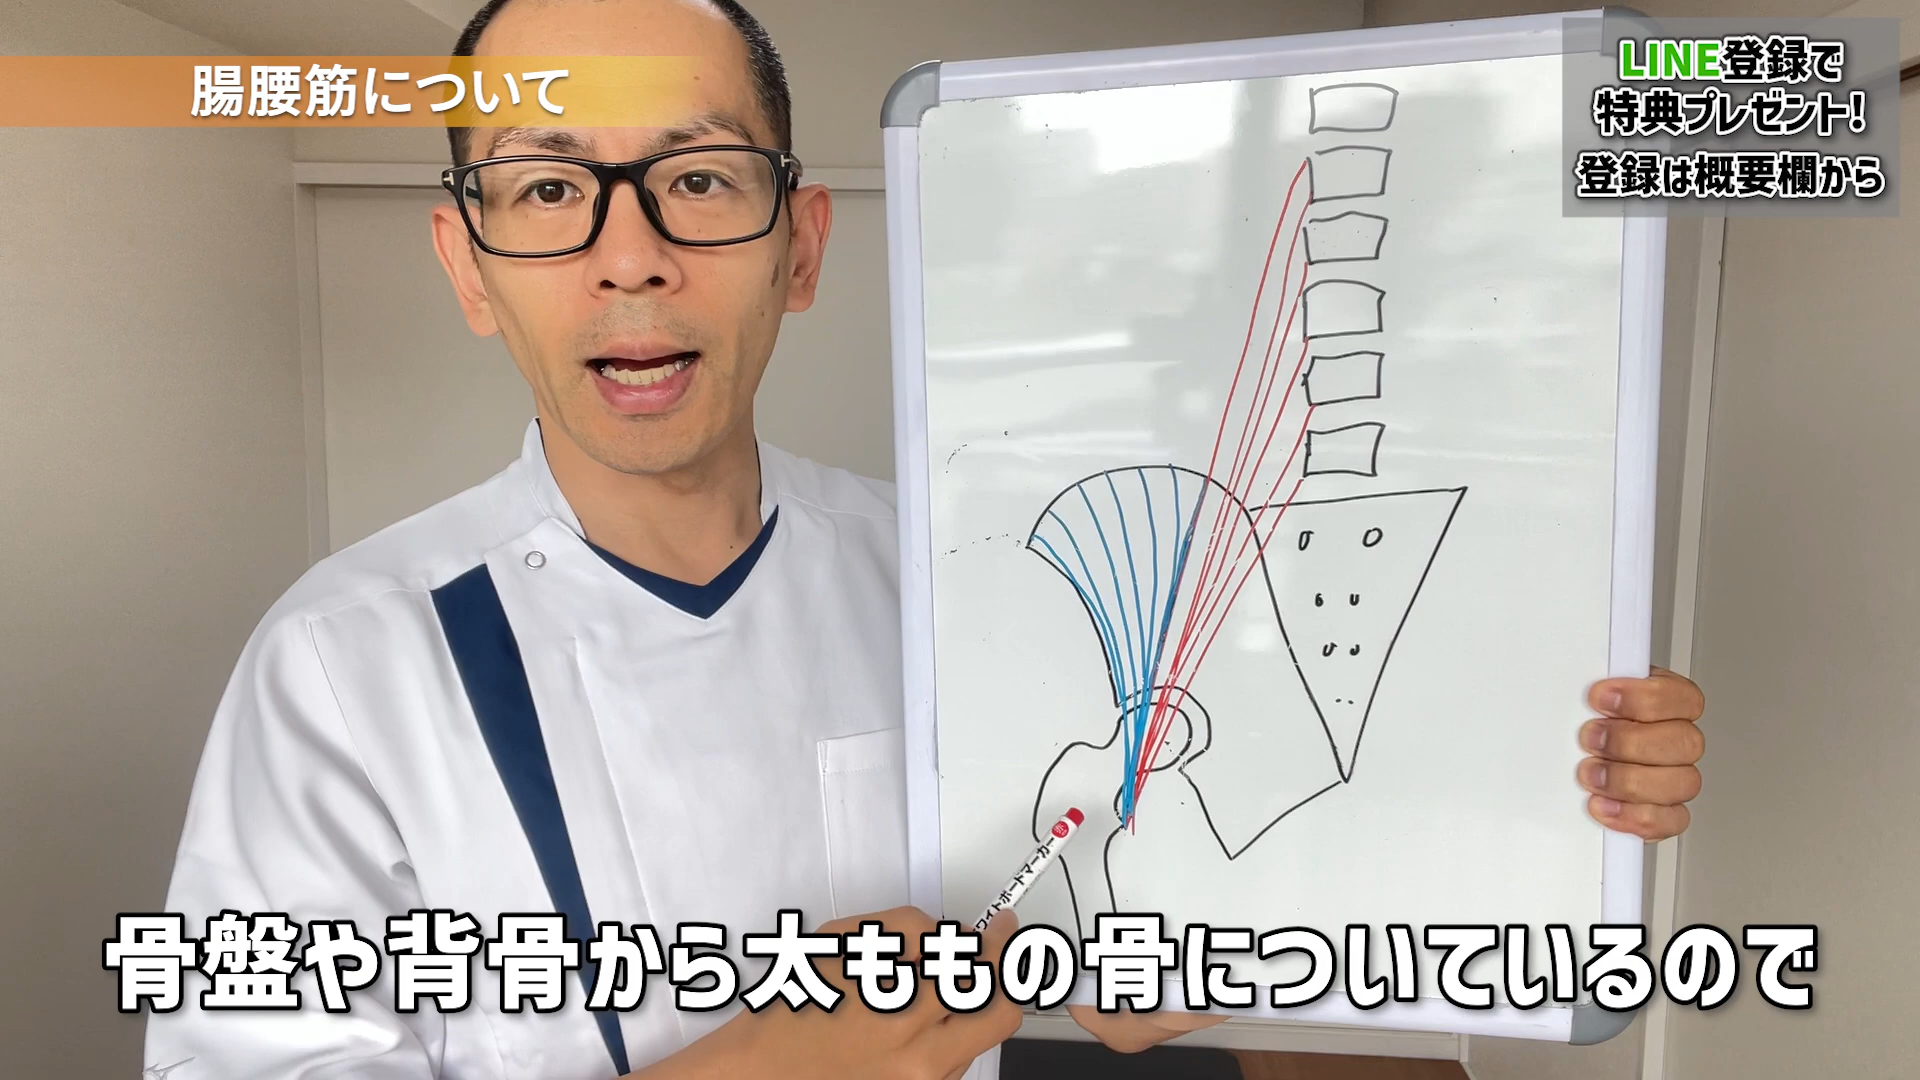 腸腰筋について
LINE登録で
特典プレゼント!
登録は概要欄から
ホワイトボードマーカー
骨盤や背骨から太ももの骨についているので